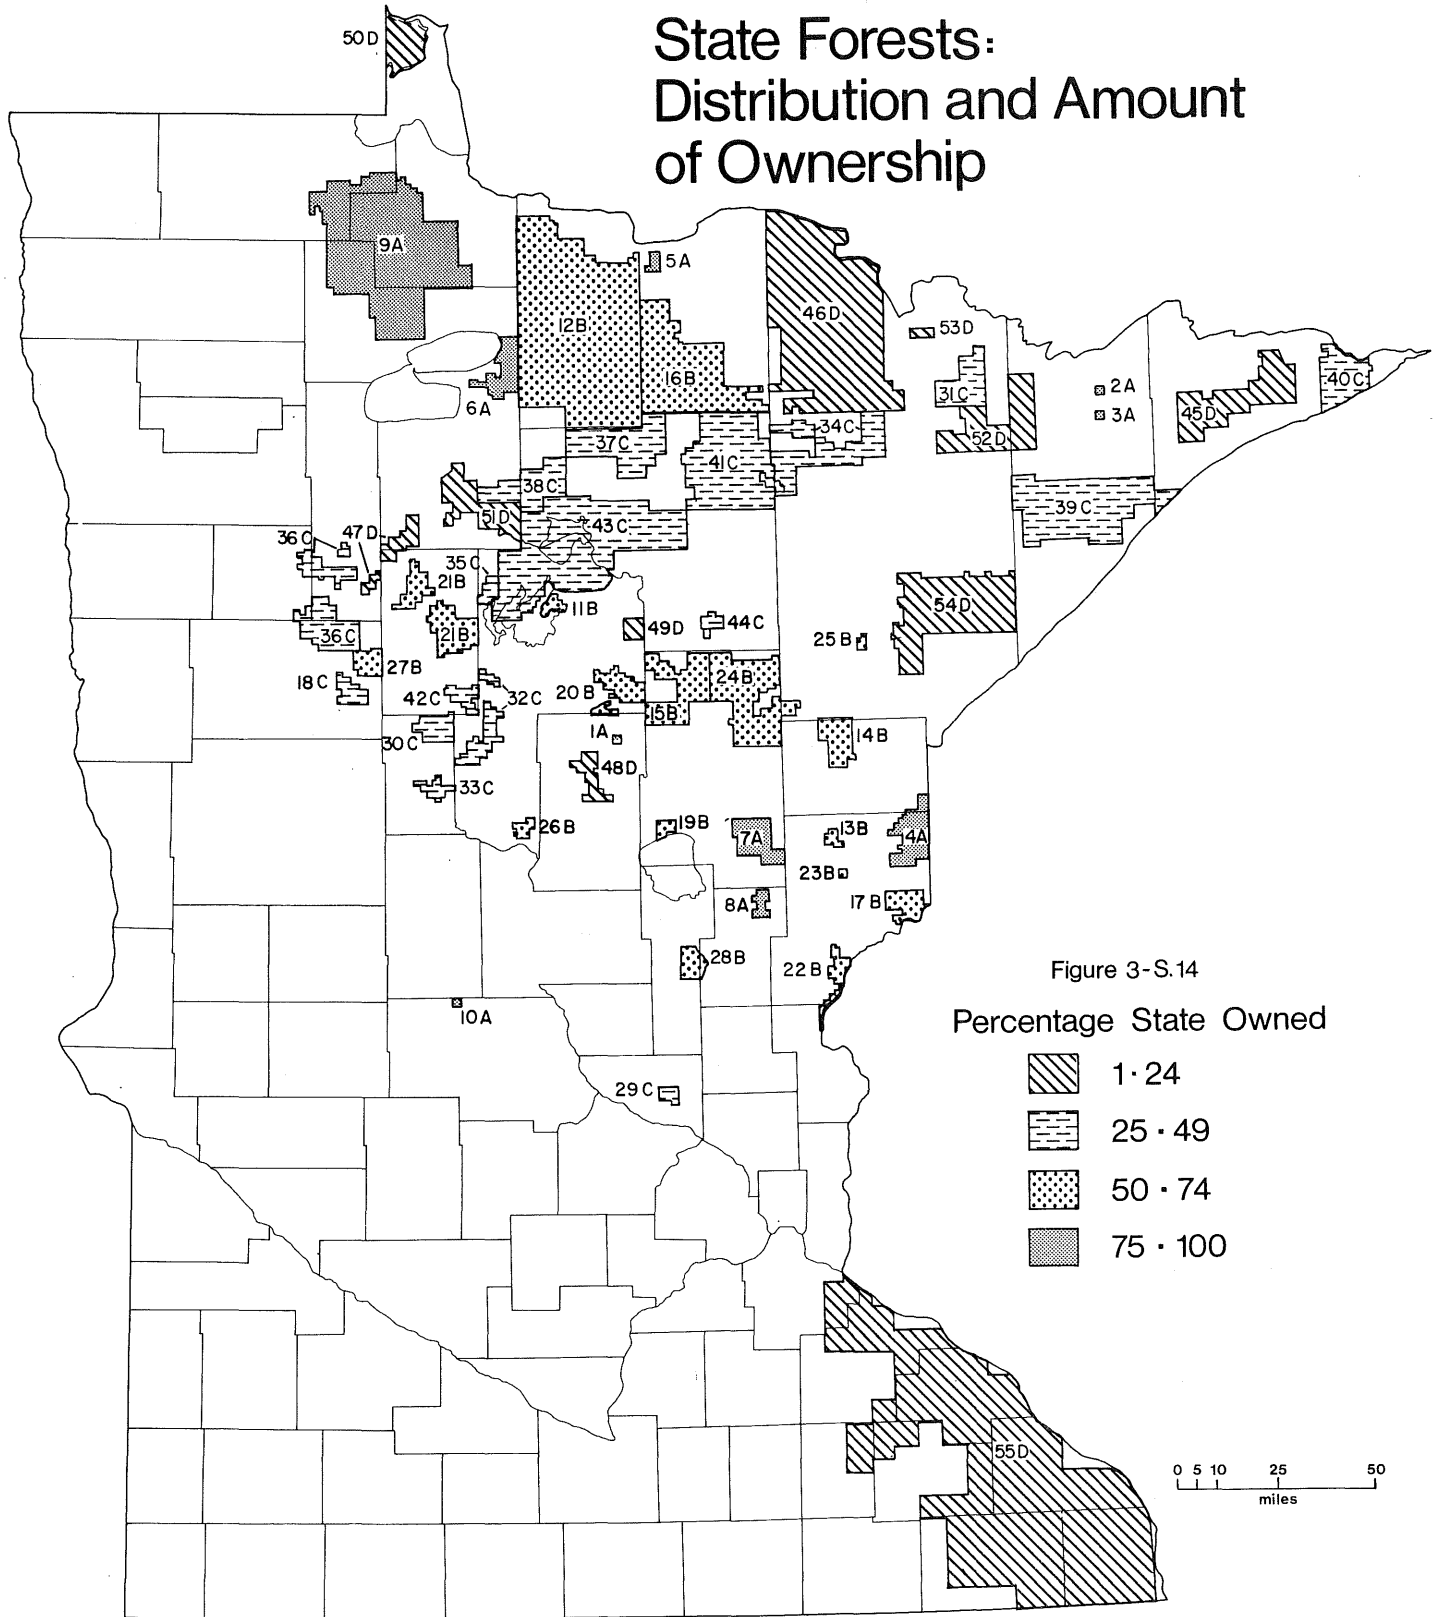 State Forests:
Distribution and Amount
of Ownership
50D
9A
5A
12B
46D
53D
16B
6A
31C
2A
3A
40C
45D
37C
34C
52D
41C
38C
51D
43C
39C
36C
47D
35C
21B
11B
54D
36C
21B
49D
44C
25B
27B
18C
42C
32C
20B
24B
15B
1A
30C
14B
48D
33C
26B
19B
7A
13B
4A
23B
8A
17B
28B
22B
10A
29C
55D
Figure 3-S.14
Percentage State Owned
1·24
25·49
50·74
75·100
0 5 10 25 50
miles